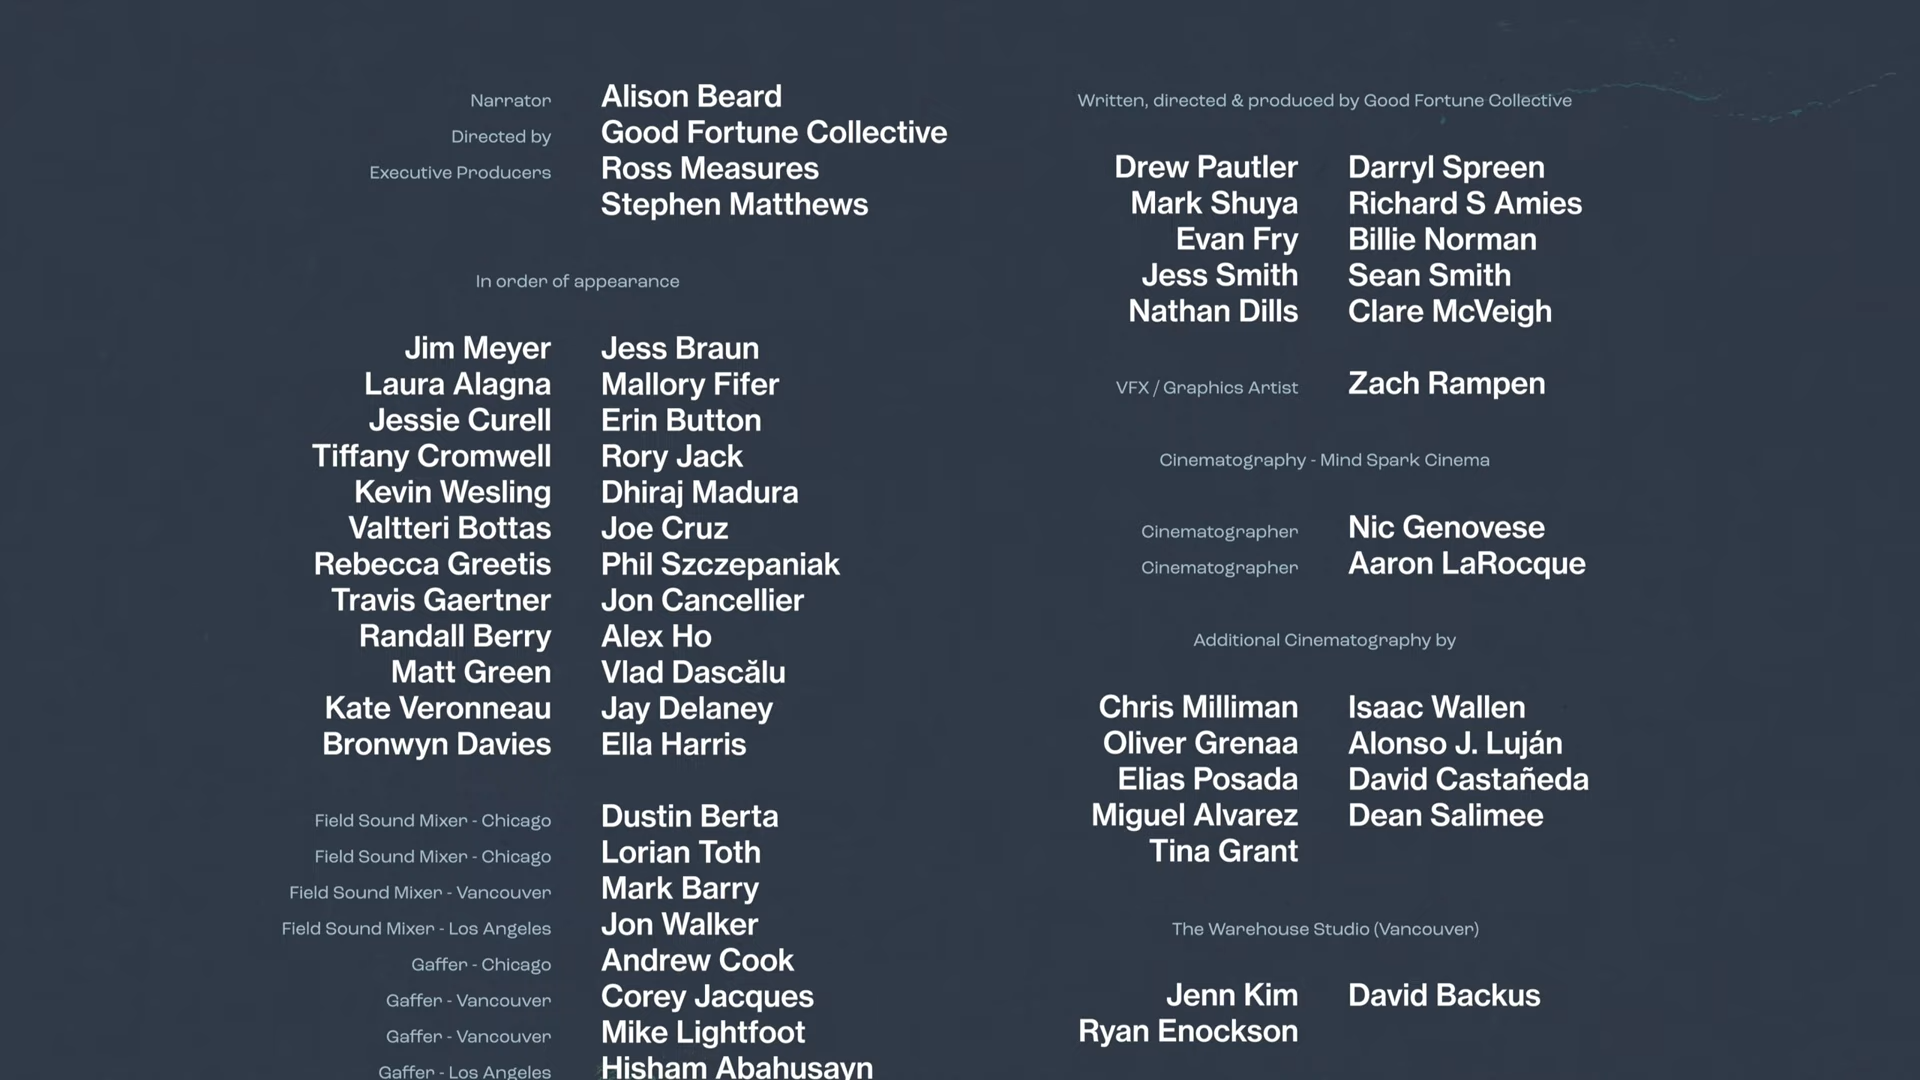 Narrator Alison Beard
Directed by Good Fortune Collective
Executive Producers Ross Measures
Stephen Matthews
In order of appearance
Jim Meyer Jess Braun
Laura Alagna Mallory Fifer
Jessie Curell Erin Button
Tiffany Cromwell Rory Jack
Kevin Wesling Dhiraj Madura
Valtteri Bottas Joe Cruz
Rebecca Greetis Phil Szczepaniak
Travis Gaertner Jon Cancellier
Randall Berry Alex Ho
Matt Green Vlad Dascălu
Kate Veronneau Jay Delaney
Bronwyn Davies Ella Harris
Field Sound Mixer - Chicago Dustin Berta
Field Sound Mixer - Chicago Lorian Toth
Field Sound Mixer - Vancouver Mark Barry
Field Sound Mixer - Los Angeles Jon Walker
Gaffer - Chicago Andrew Cook
Gaffer - Vancouver Corey Jacques
Gaffer - Vancouver Mike Lightfoot
Gaffer - Los Angeles Hisham Abahusayn
Written, directed & produced by Good Fortune Collective
Drew Pautler Darryl Spreen
Mark Shuya Richard S Amies
Evan Fry Billie Norman
Jess Smith Sean Smith
Nathan Dills Clare McVeigh
VFX / Graphics Artist Zach Rampen
Cinematography - Mind Spark Cinema
Cinematographer Nic Genovese
Cinematographer Aaron LaRocque
Additional Cinematography by
Chris Milliman Isaac Wallen
Oliver Grenaa Alonso J. Luján
Elias Posada David Castañeda
Miguel Alvarez Dean Salimee
Tina Grant
The Warehouse Studio (Vancouver)
Jenn Kim David Backus
Ryan Enockson